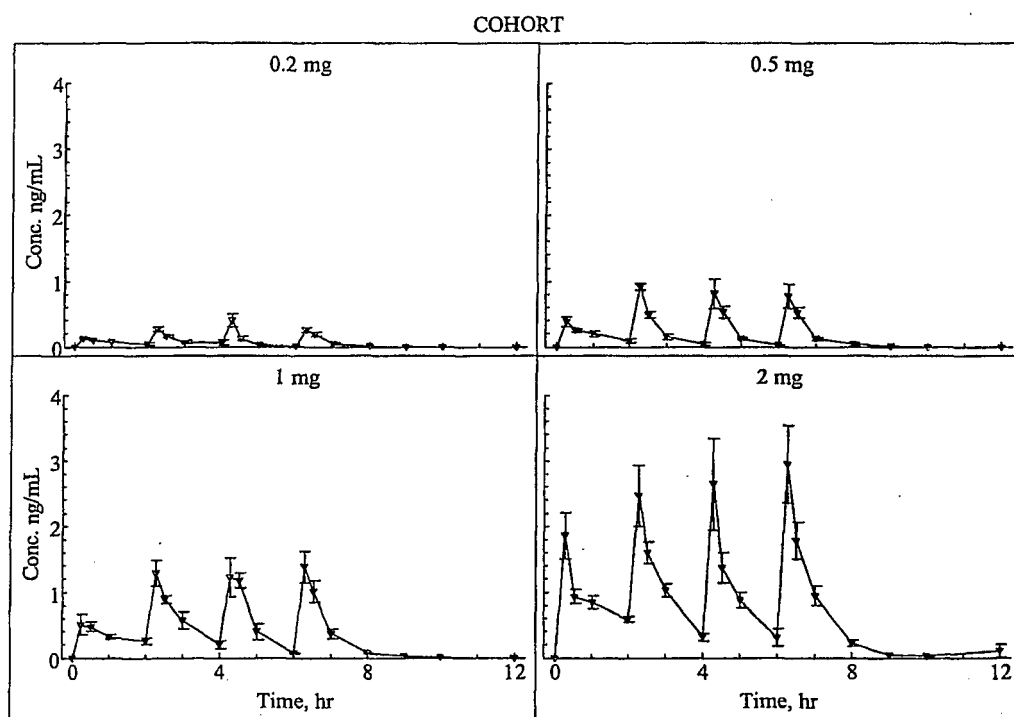 COHORT
0.2 mg
0.5 mg
4
3
2
1
0
Conc. ng/mL
1 mg
2 mg
4
3
2
1
0
Conc. ng/mL
0 4 8 12
0 4 8 12
Time, hr
Time, hr